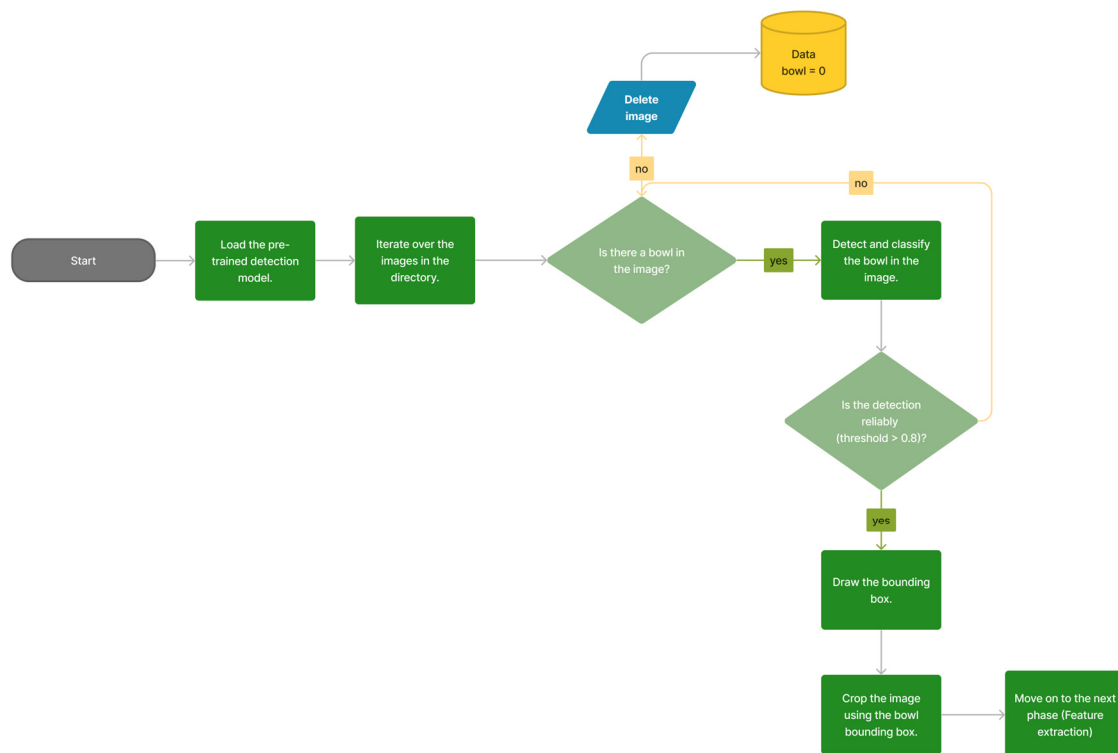 Data
bowl = 0
Delete
image
no
no
Start
Load the pre-
trained detection
model.
Iterate over the
images in the
directory.
Is there a bowl in
the image?
yes
Detect and classify
the bowl in the
image.
Is the detection
reliably
(threshold > 0.8)?
yes
Draw the bounding
box.
Crop the image
using the bowl
bounding box.
Move on to the next
phase (Feature
extraction)